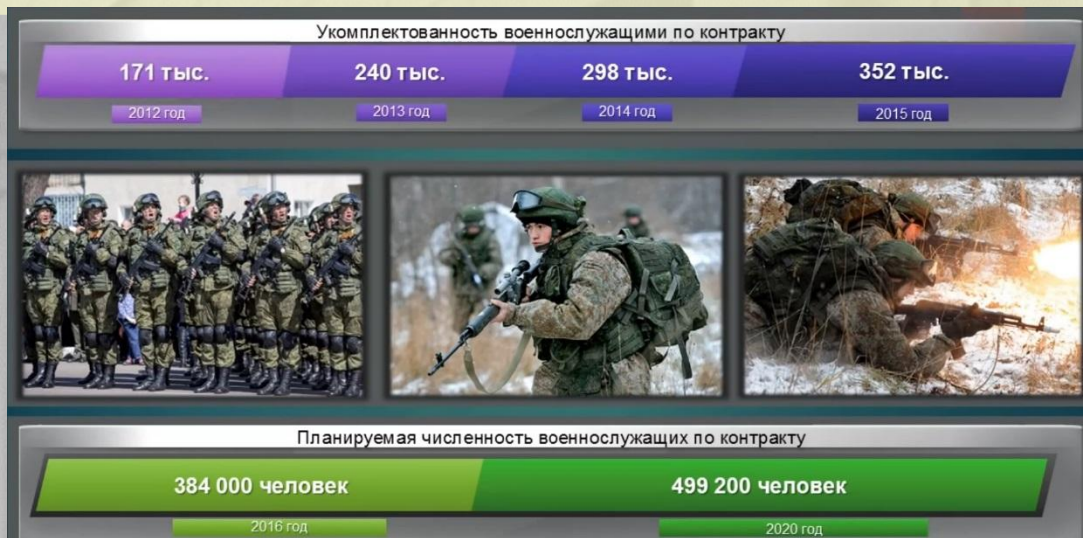 Укомплектованность военнослужащими по контракту
171 тыс. 240 тыс. 298 тыс. 352 тыс.
2012 год 2013 год 2014 год 2015 год
Планируемая численность военнослужащих по контракту
384 000 человек 499 200 человек
2016 год 2020 год